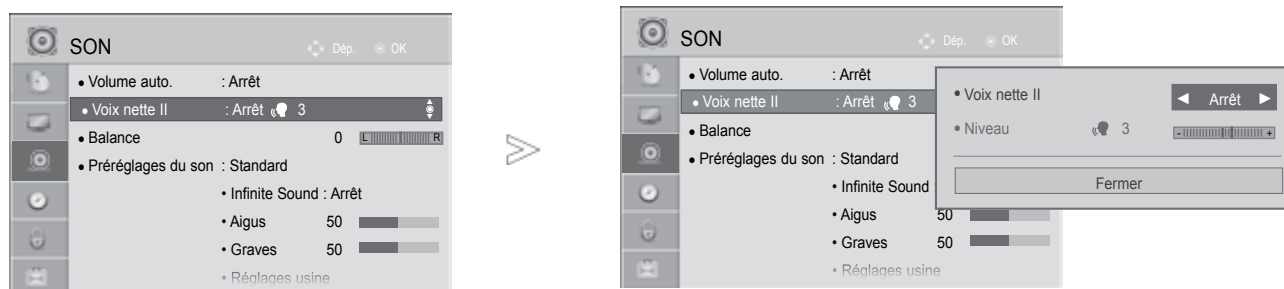 SON
Dép. OK
• Volume auto. : Arrêt
• Voix nette II : Arrêt 3
• Balance 0 L R
• Préréglages du son : Standard
• Infinite Sound : Arrêt
• Aigus 50
• Graves 50
• Réglages usine
SON
Dép. OK
• Volume auto. : Arrêt
• Voix nette II : Arrêt 3
• Balance
• Préréglages du son : Standard
• Infinite Sound :
• Aigus 50
• Graves 50
• Réglages usine
• Voix nette II ◄ Arrêt ►
• Niveau 3 - +
Fermer